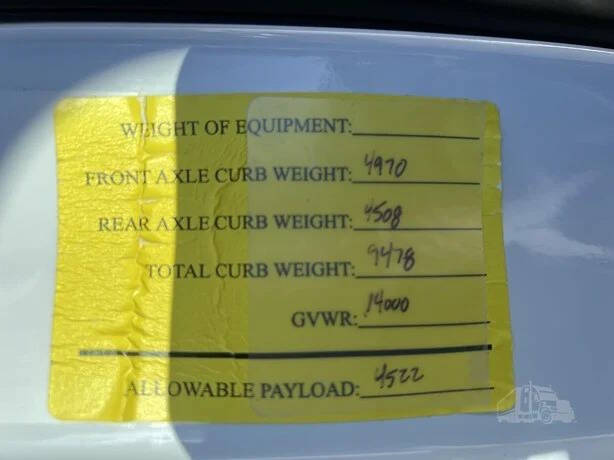 WEIGHT OF EQUIPMENT:
FRONT AXLE CURB WEIGHT: 4970
REAR AXLE CURB WEIGHT: 4508
TOTAL CURB WEIGHT: 9478
GVWR: 14000
ALLOWABLE PAYLOAD: 4522